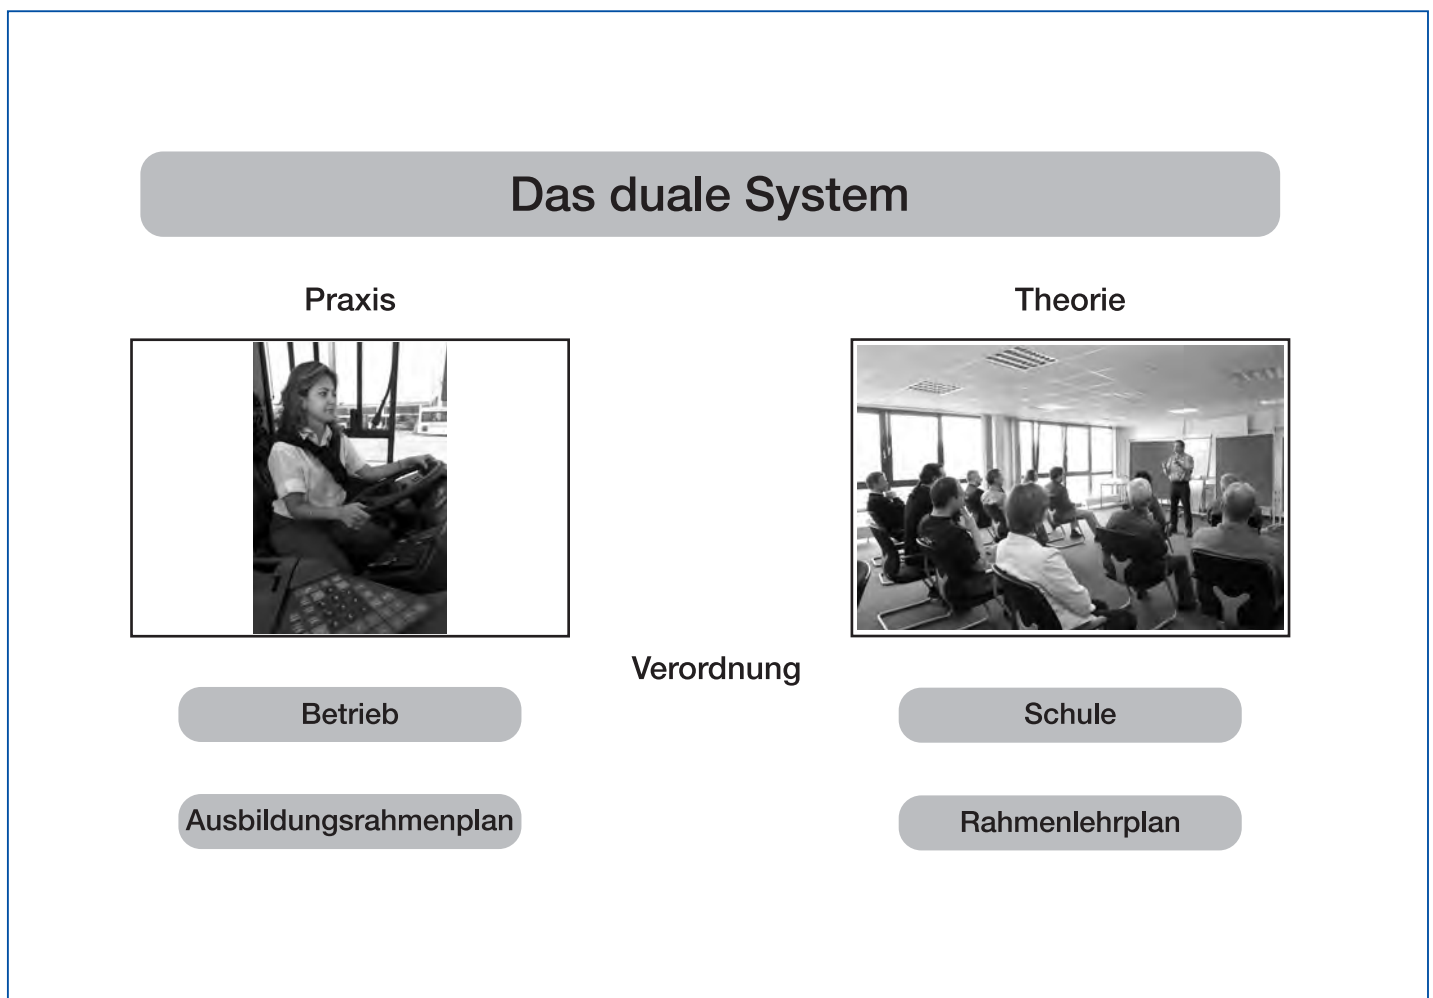 Das duale System
Praxis
Theorie
Verordnung
Betrieb
Schule
Ausbildungsrahmenplan
Rahmenlehrplan